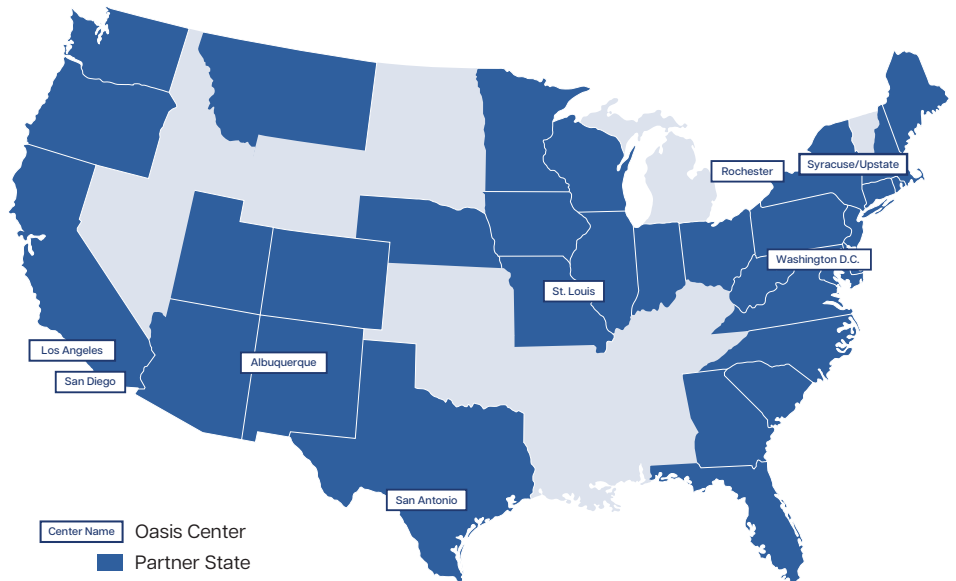 Rochester
Syracuse/Upstate
Washington D.C.
St. Louis
Los Angeles
Albuquerque
San Diego
San Antonio
Center Name Oasis Center
Partner State